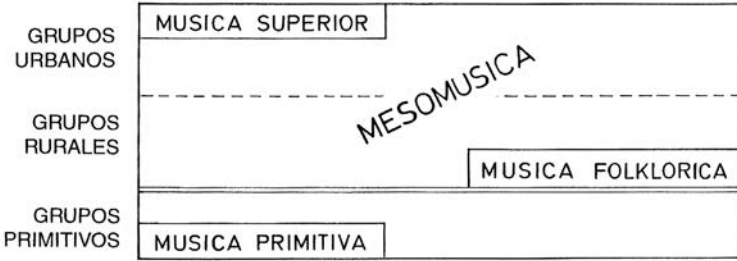 GRUPOS
URBANOS
MUSICA SUPERIOR
MESOMUSICA
GRUPOS
RURALES
MUSICA FOLKLORICA
GRUPOS
PRIMITIVOS
MUSICA PRIMITIVA